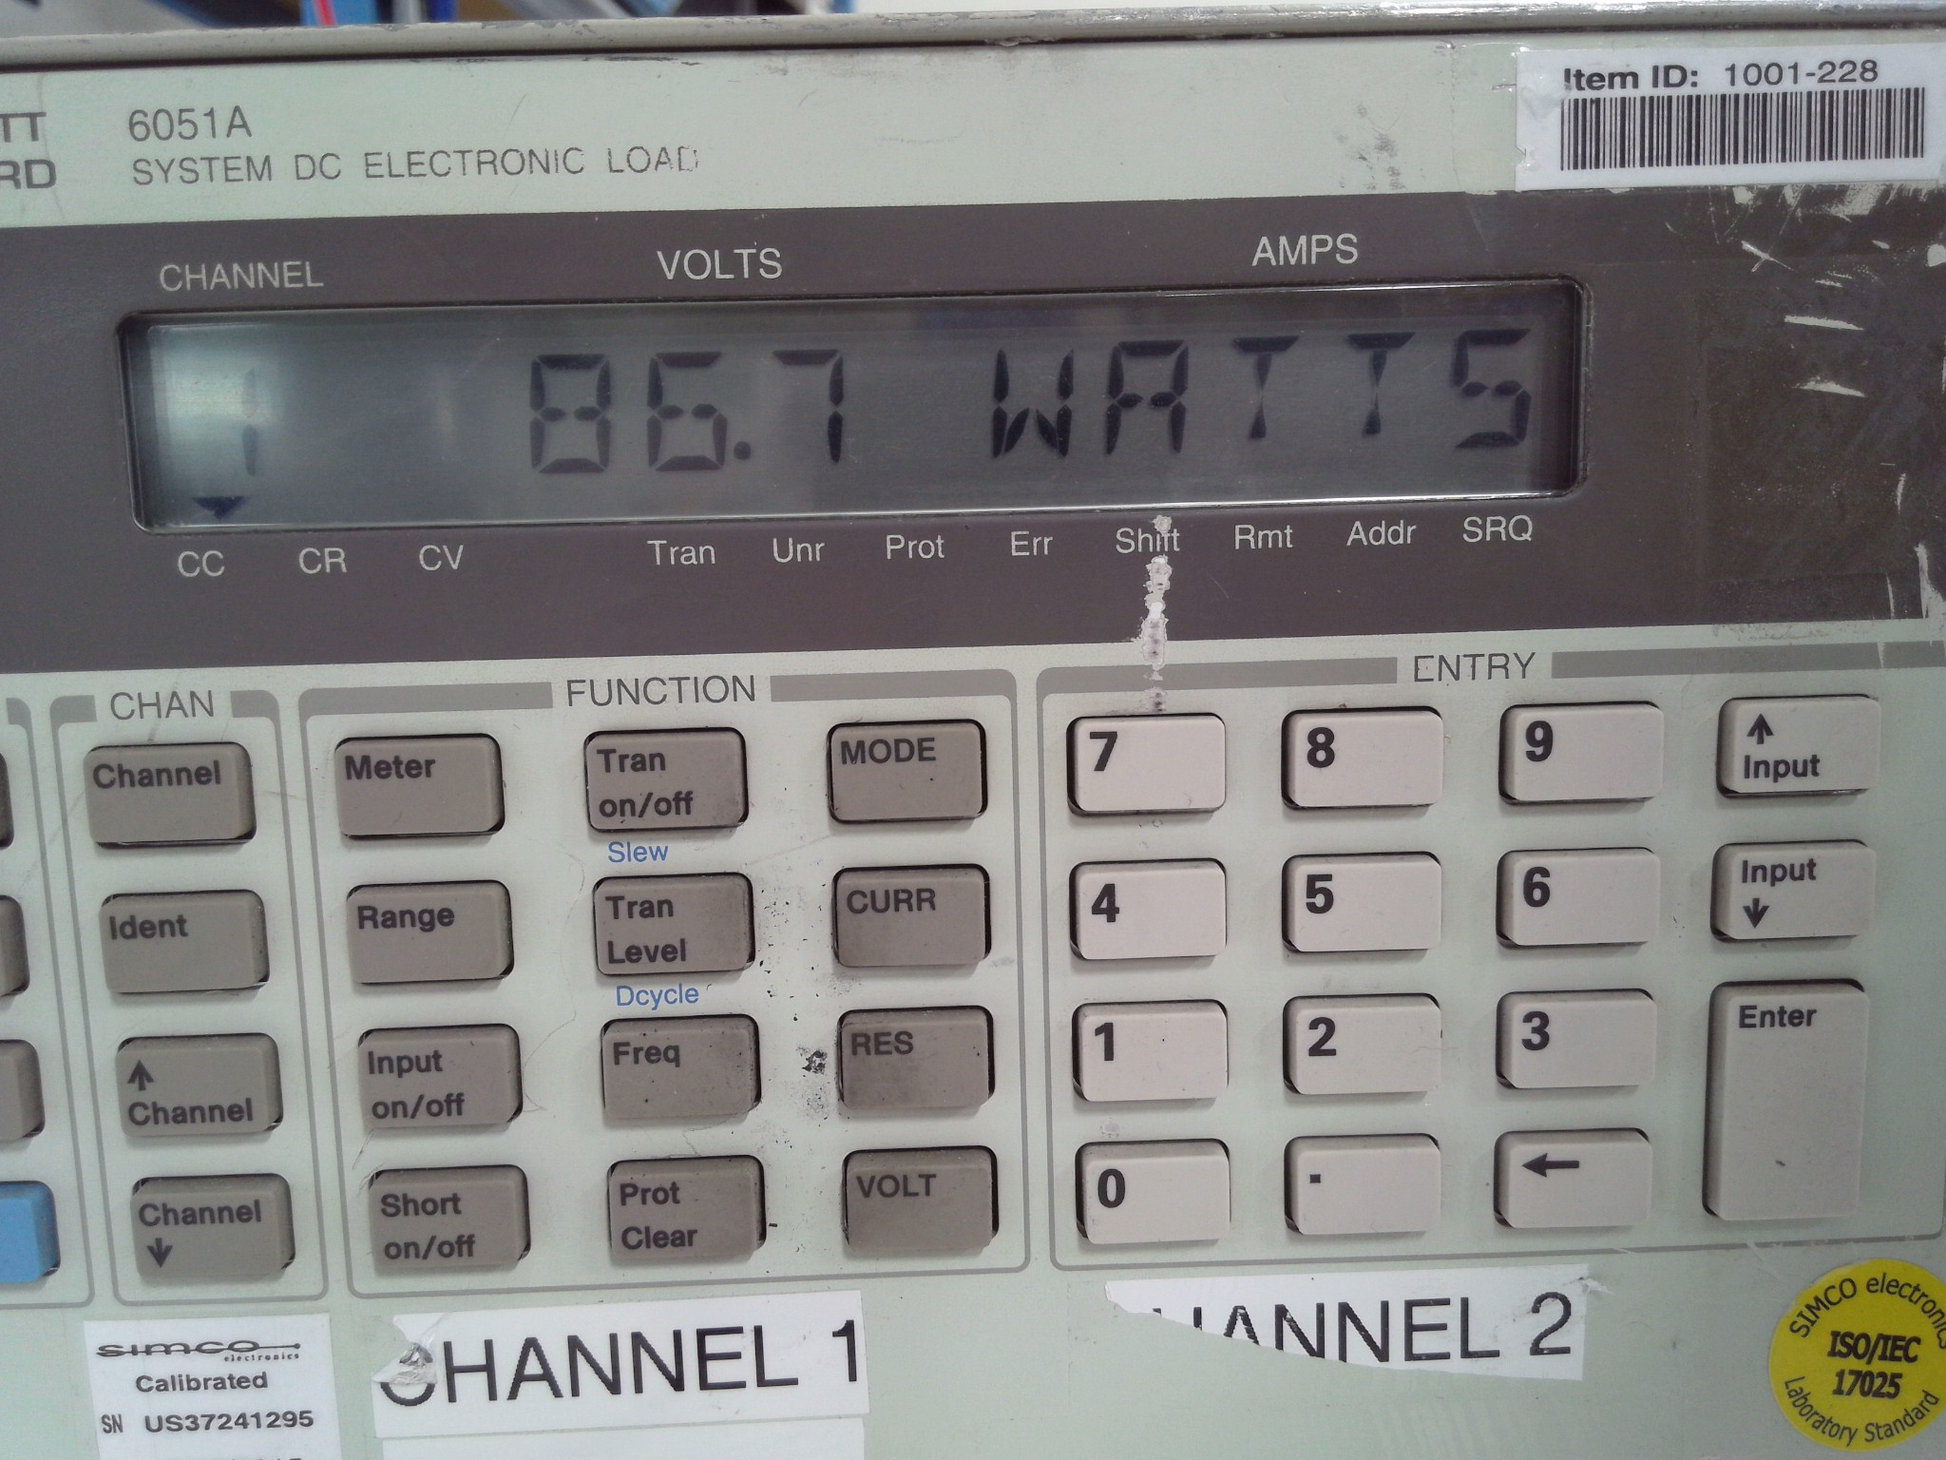 TT 6051A
RD SYSTEM DC ELECTRONIC LOAD
Item ID: 1001-228
CHANNEL VOLTS AMPS
1 86.7 WATTS
CC CR CV Tran Unr Prot Err Shift Rmt Addr SRQ
CHAN FUNCTION ENTRY
Channel
Ident
↑
Channel
Channel
↓
Meter
Range
Input
on/off
Short
on/off
Tran
on/off
Slew
Tran
Level
Dcycle
Freq
Prot
Clear
MODE
CURR
RES
VOLT
7 8 9
4 5 6
1 2 3
0 . ←
↑
Input
Input
↓
Enter
simco
electronics
Calibrated
SN US37241295
CHANNEL 1
HANNEL 2
SIMCO electronics
ISO/IEC
17025
Laboratory Standard